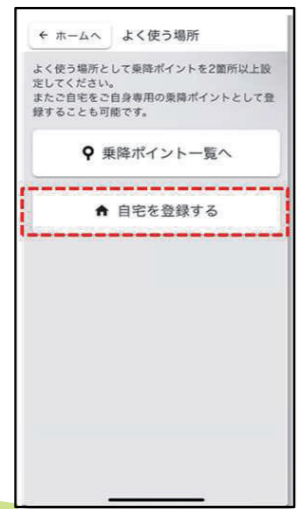 ← ホームへ よく使う場所
よく使う場所として乗降ポイントを2箇所以上設
定してください。
またご自宅をご自身専用の乗降ポイントとして登
録することも可能です。
乗降ポイント一覧へ
自宅を登録する